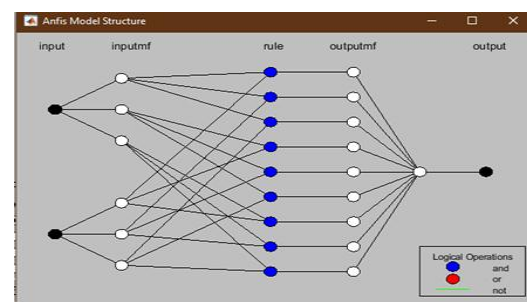 Anfis Model Structure
input inputmf rule outputmf output
Logical Operations
and
or
not